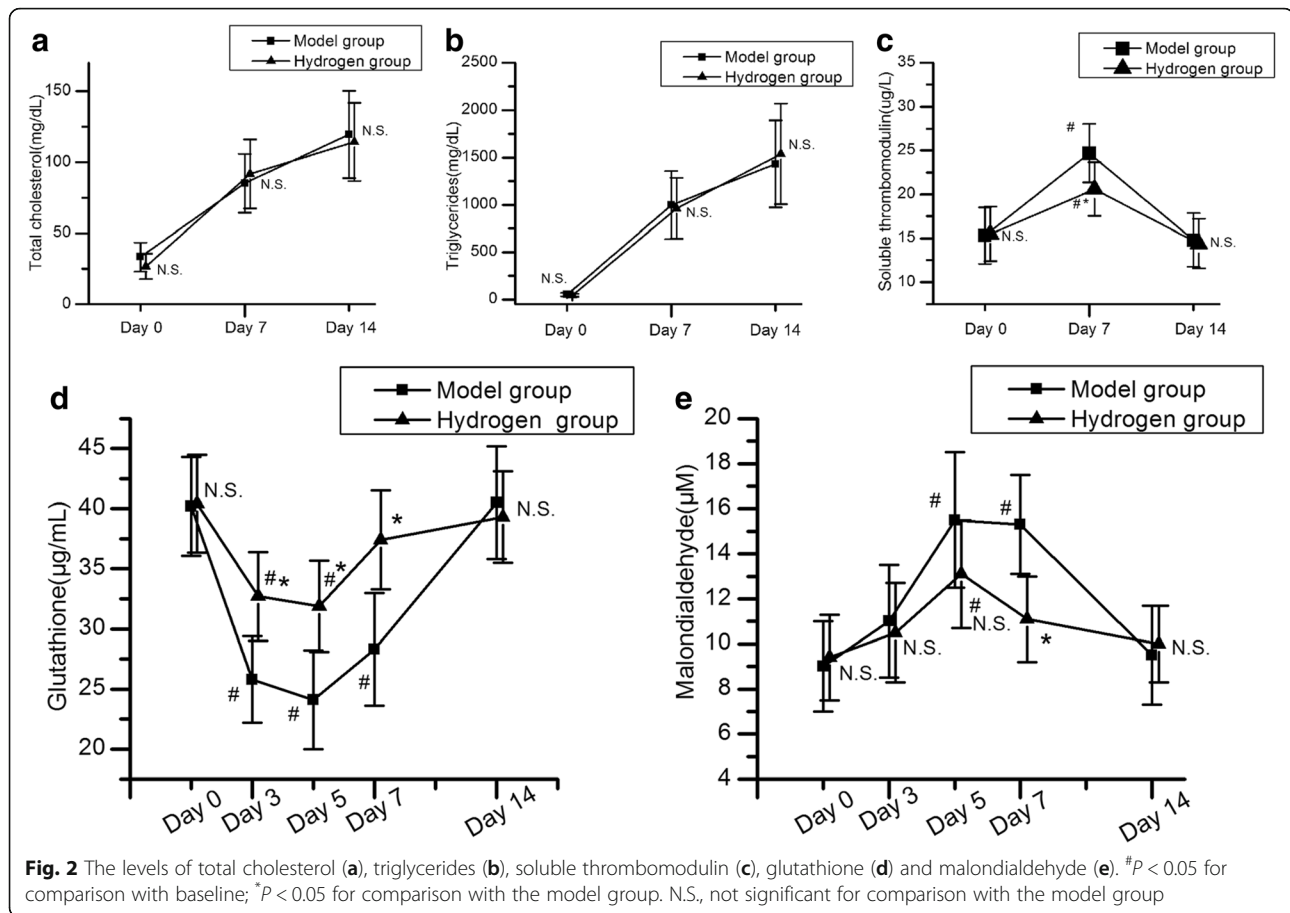 a
Model group
Hydrogen group
Total cholesterol(mg/dL)
150
100
50
0
N.S.
N.S.
N.S.
Day 0
Day 7
Day 14
b
Model group
Hydrogen group
Triglycerides(mg/dL)
2500
2000
1500
1000
500
0
N.S.
N.S.
N.S.
Day 0
Day 7
Day 14
c
Model group
Hydrogen group
Soluble thrombomodulin(ug/L)
35
30
25
20
15
10
#
#*
N.S.
N.S.
Day 0
Day 7
Day 14
d
Model group
Hydrogen group
Glutathione(μg/mL)
45
40
35
30
25
20
N.S.
#*
#*
*
N.S.
#
#
#
Day 0
Day 3
Day 5
Day 7
Day 14
e
Model group
Hydrogen group
Malondialdehyde(μM)
20
18
16
14
12
10
8
6
4
#
#
N.S.
N.S.
#
N.S.
*
N.S.
Day 0
Day 3
Day 5
Day 7
Day 14
Fig. 2 The levels of total cholesterol (a), triglycerides (b), soluble thrombomodulin (c), glutathione (d) and malondialdehyde (e). #P < 0.05 for
comparison with baseline; *P < 0.05 for comparison with the model group. N.S., not significant for comparison with the model group